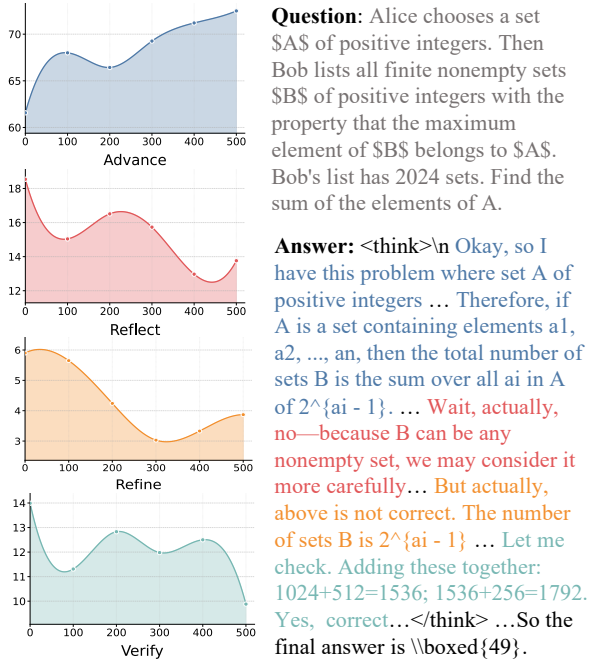 70
65
60
0 100 200 300 400 500
Advance
18
16
14
12
0 100 200 300 400 500
Reflect
6
5
4
3
0 100 200 300 400 500
Refine
14
13
12
11
10
0 100 200 300 400 500
Verify
Question: Alice chooses a set
$A$ of positive integers. Then
Bob lists all finite nonempty sets
$B$ of positive integers with the
property that the maximum
element of $B$ belongs to $A$.
Bob's list has 2024 sets. Find the
sum of the elements of A.
Answer: <think>\n Okay, so I
have this problem where set A of
positive integers … Therefore, if
A is a set containing elements a1,
a2, ..., an, then the total number of
sets B is the sum over all ai in A
of 2^{ai - 1}. … Wait, actually,
no—because B can be any
nonempty set, we may consider it
more carefully… But actually,
above is not correct. The number
of sets B is 2^{ai - 1} … Let me
check. Adding these together:
1024+512=1536; 1536+256=1792.
Yes, correct…</think> …So the
final answer is \\boxed{49}.